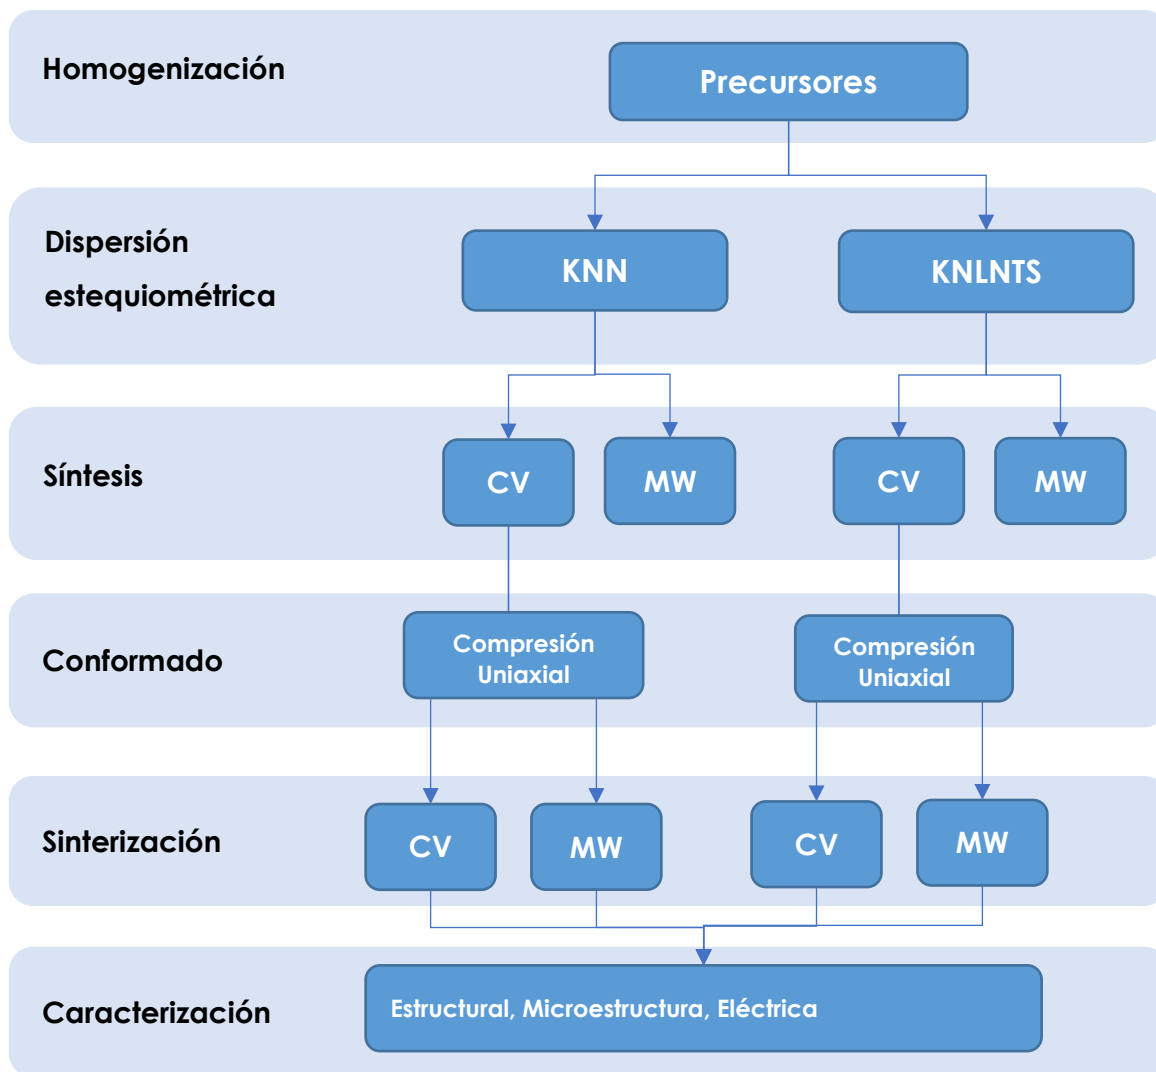 Homogenización
Precursores
Dispersión
estequiométrica
KNN
KNLNTS
Síntesis
CV
MW
CV
MW
Conformado
Compresión
Uniaxial
Compresión
Uniaxial
Sinterización
CV
MW
CV
MW
Caracterización
Estructural, Microestructura, Eléctrica